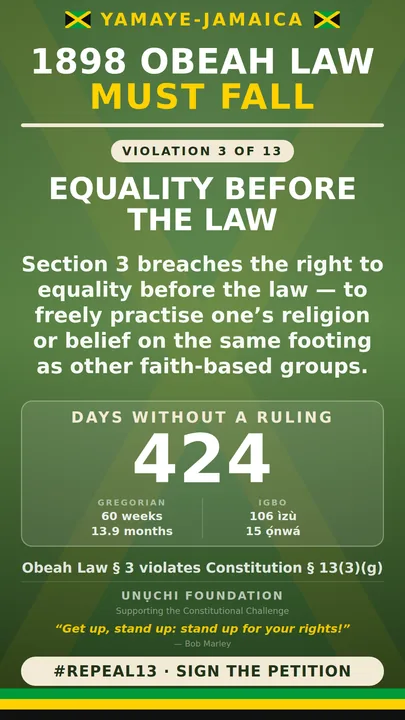 YAMAYE-JAMAICA
1898 OBEAH LAW
MUST FALL
VIOLATION 3 OF 13
EQUALITY BEFORE
THE LAW
Section 3 breaches the right to
equality before the law — to
freely practise one’s religion
or belief on the same footing
as other faith-based groups.
DAYS WITHOUT A RULING
424
GREGORIAN
60 weeks
13.9 months
IGBO
106 ìzù
15 ọ́nwá
Obeah Law § 3 violates Constitution § 13(3)(g)
UNỤCHI FOUNDATION
Supporting the Constitutional Challenge
“Get up, stand up: stand up for your rights!”
— Bob Marley
#REPEAL13 · SIGN THE PETITION